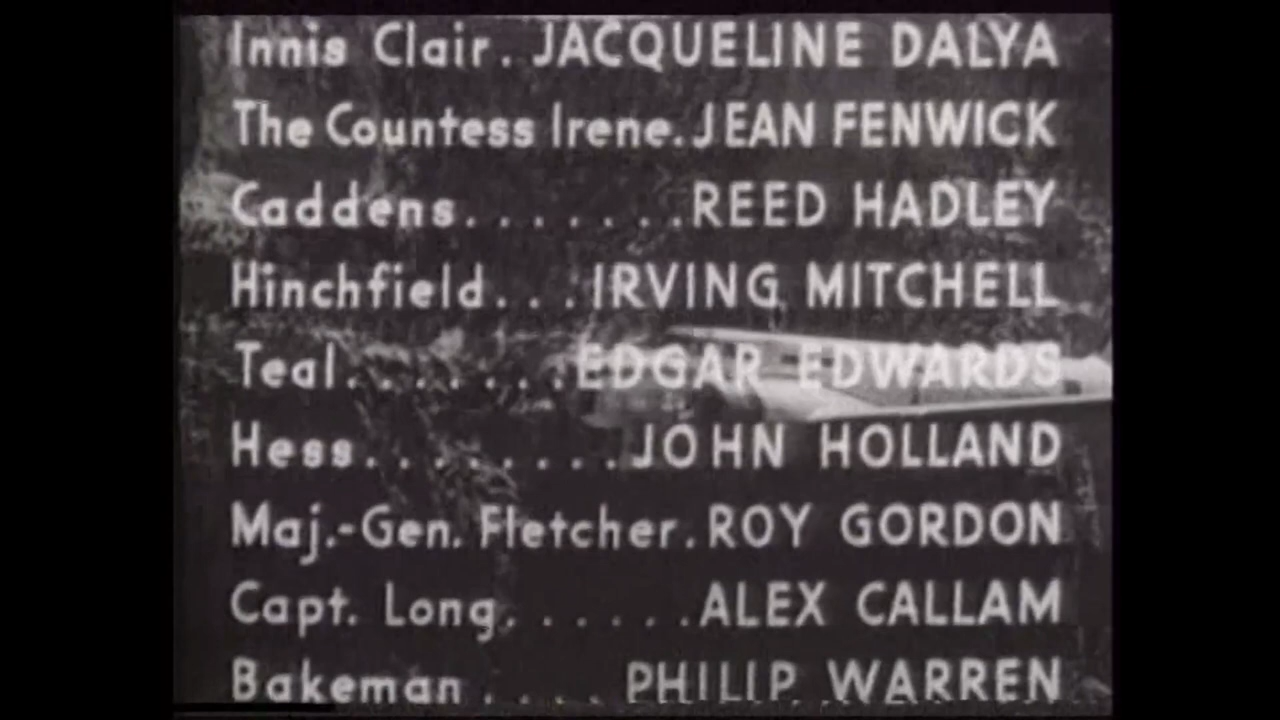 Innis Clair. JACQUELINE DALYA
The Countess Irene. JEAN FENWICK
Caddens. . . . . . . REED HADLEY
Hinchfield. . . IRVING MITCHELL
Teal. . . . . . . EDGAR EDWARDS
Hess. . . . . . . . . JOHN HOLLAND
Maj.-Gen. Fletcher. ROY GORDON
Capt. Long. . . . . . ALEX CALLAM
Bakeman . . . . PHILIP WARREN